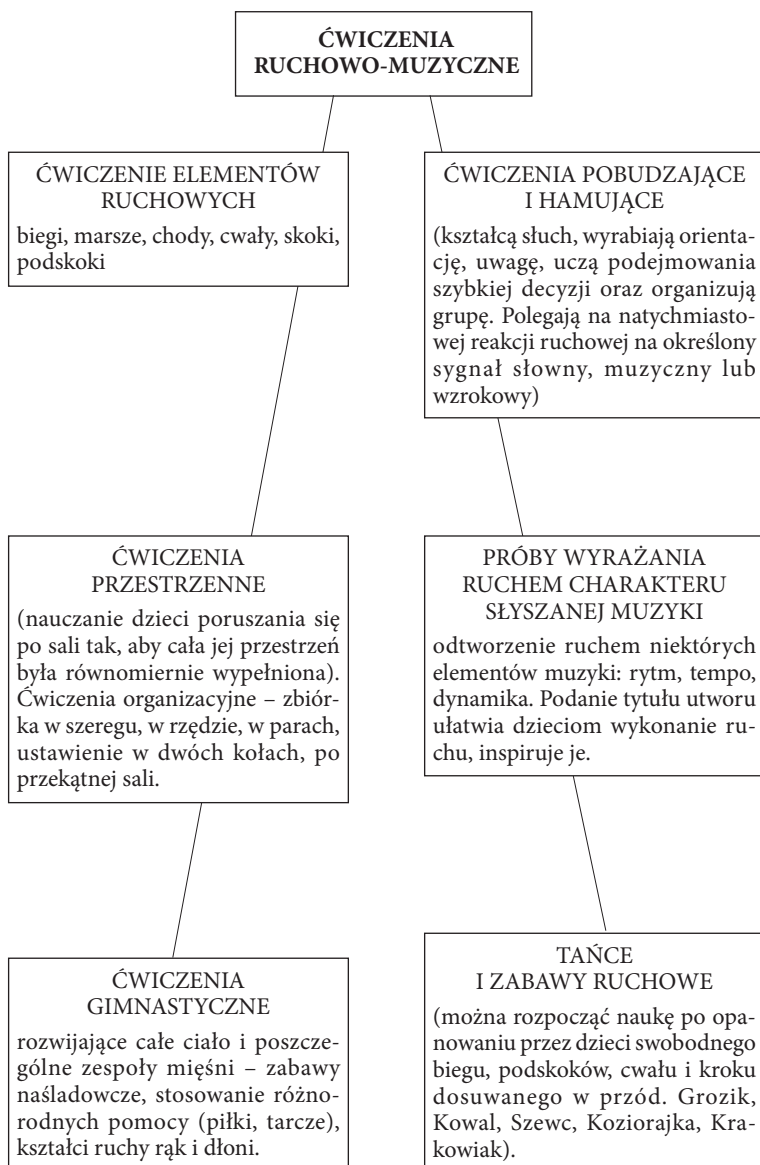 ĆWICZENIA
RUCHOWO-MUZYCZNE
ĆWICZENIE ELEMENTÓW
RUCHOWYCH
biegi, marsze, chody, cwały, skoki,
podskoki
ĆWICZENIA POBUDZAJĄCE
I HAMUJĄCE
(kształcą słuch, wyrabiają orienta-
cję, uwagę, uczą podejmowania
szybkiej decyzji oraz organizują
grupę. Polegają na natychmiasto-
wej reakcji ruchowej na określony
sygnał słowny, muzyczny lub
wzrokowy)
ĆWICZENIA
PRZESTRZENNE
(nauczanie dzieci poruszania się
po sali tak, aby cała jej przestrzeń
była równomiernie wypełniona).
Ćwiczenia organizacyjne – zbiór-
ka w szeregu, w rzędzie, w parach,
ustawienie w dwóch kołach, po
przekątnej sali.
PRÓBY WYRAŻANIA
RUCHEM CHARAKTERU
SŁYSZANEJ MUZYKI
odtworzenie ruchem niektórych
elementów muzyki: rytm, tempo,
dynamika. Podanie tytułu utworu
ułatwia dzieciom wykonanie ru-
chu, inspiruje je.
ĆWICZENIA
GIMNASTYCZNE
rozwijające całe ciało i poszcze-
gólne zespoły mięśni – zabawy
naśladowcze, stosowanie różno-
rodnych pomocy (piłki, tarcze),
kształci ruchy rąk i dłoni.
TAŃCE
I ZABAWY RUCHOWE
(można rozpocząć naukę po opa-
nowaniu przez dzieci swobodnego
biegu, podskoków, cwału i kroku
dosuwanego w przód. Grozik,
Kowal, Szewc, Koziorajka, Kra-
kowiak).